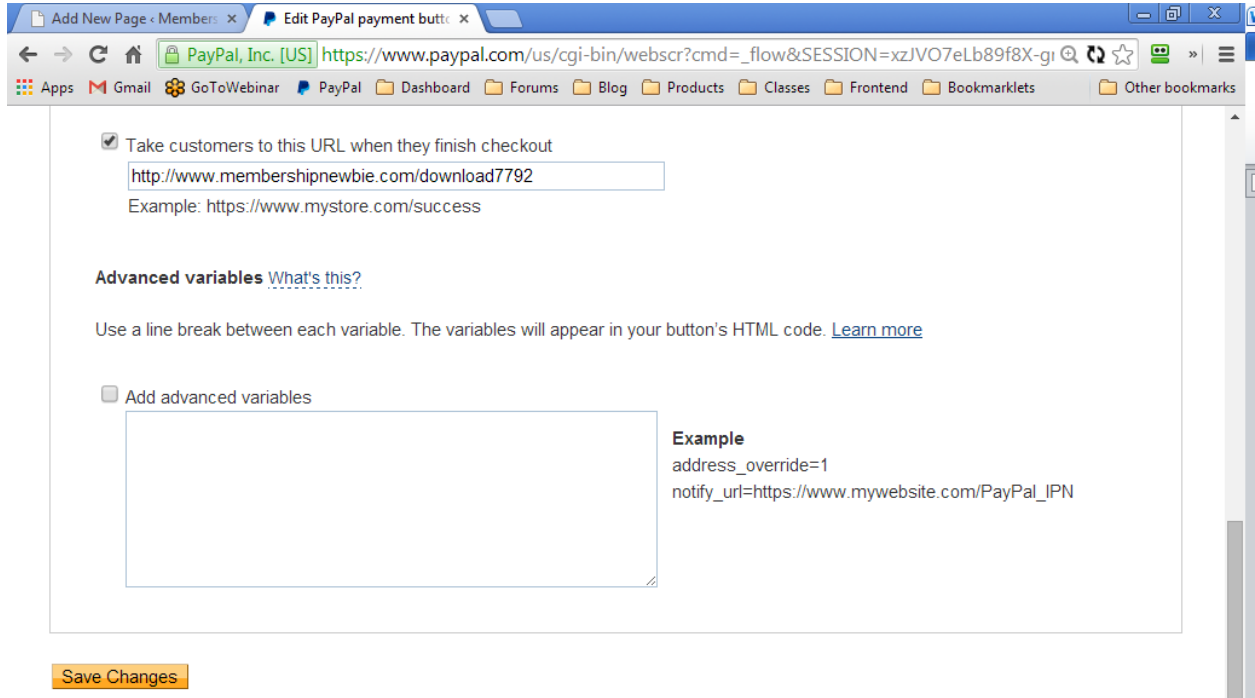 Add New Page ‹ Members
Edit PayPal payment butto
PayPal, Inc. [US] https://www.paypal.com/us/cgi-bin/webscr?cmd=_flow&SESSION=xzJVO7eLb89f8X-gr
Apps Gmail GoToWebinar PayPal Dashboard Forums Blog Products Classes Frontend Bookmarklets » Other bookmarks
Take customers to this URL when they finish checkout
http://www.membershipnewbie.com/download7792
Example: https://www.mystore.com/success
Advanced variables What's this?
Use a line break between each variable. The variables will appear in your button's HTML code. Learn more
Add advanced variables
Example
address_override=1
notify_url=https://www.mywebsite.com/PayPal_IPN
Save Changes